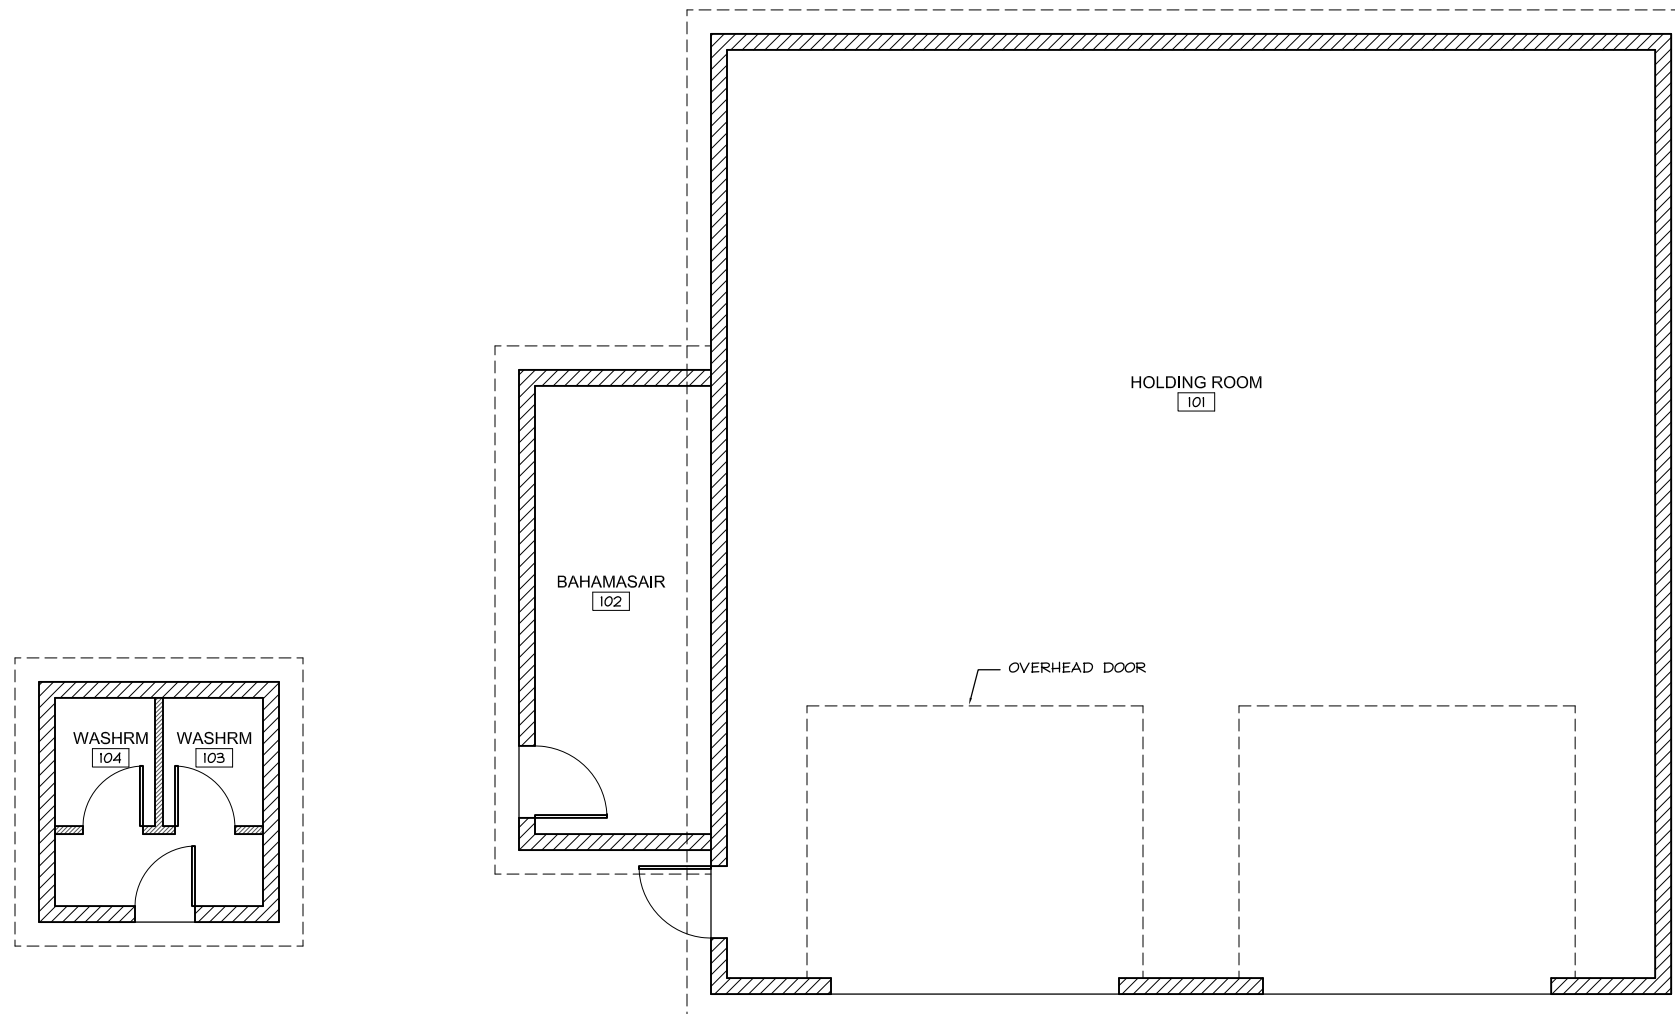 HOLDING ROOM
101
BAHAMASAIR
102
OVERHEAD DOOR
WASHRM
104
WASHRM
103